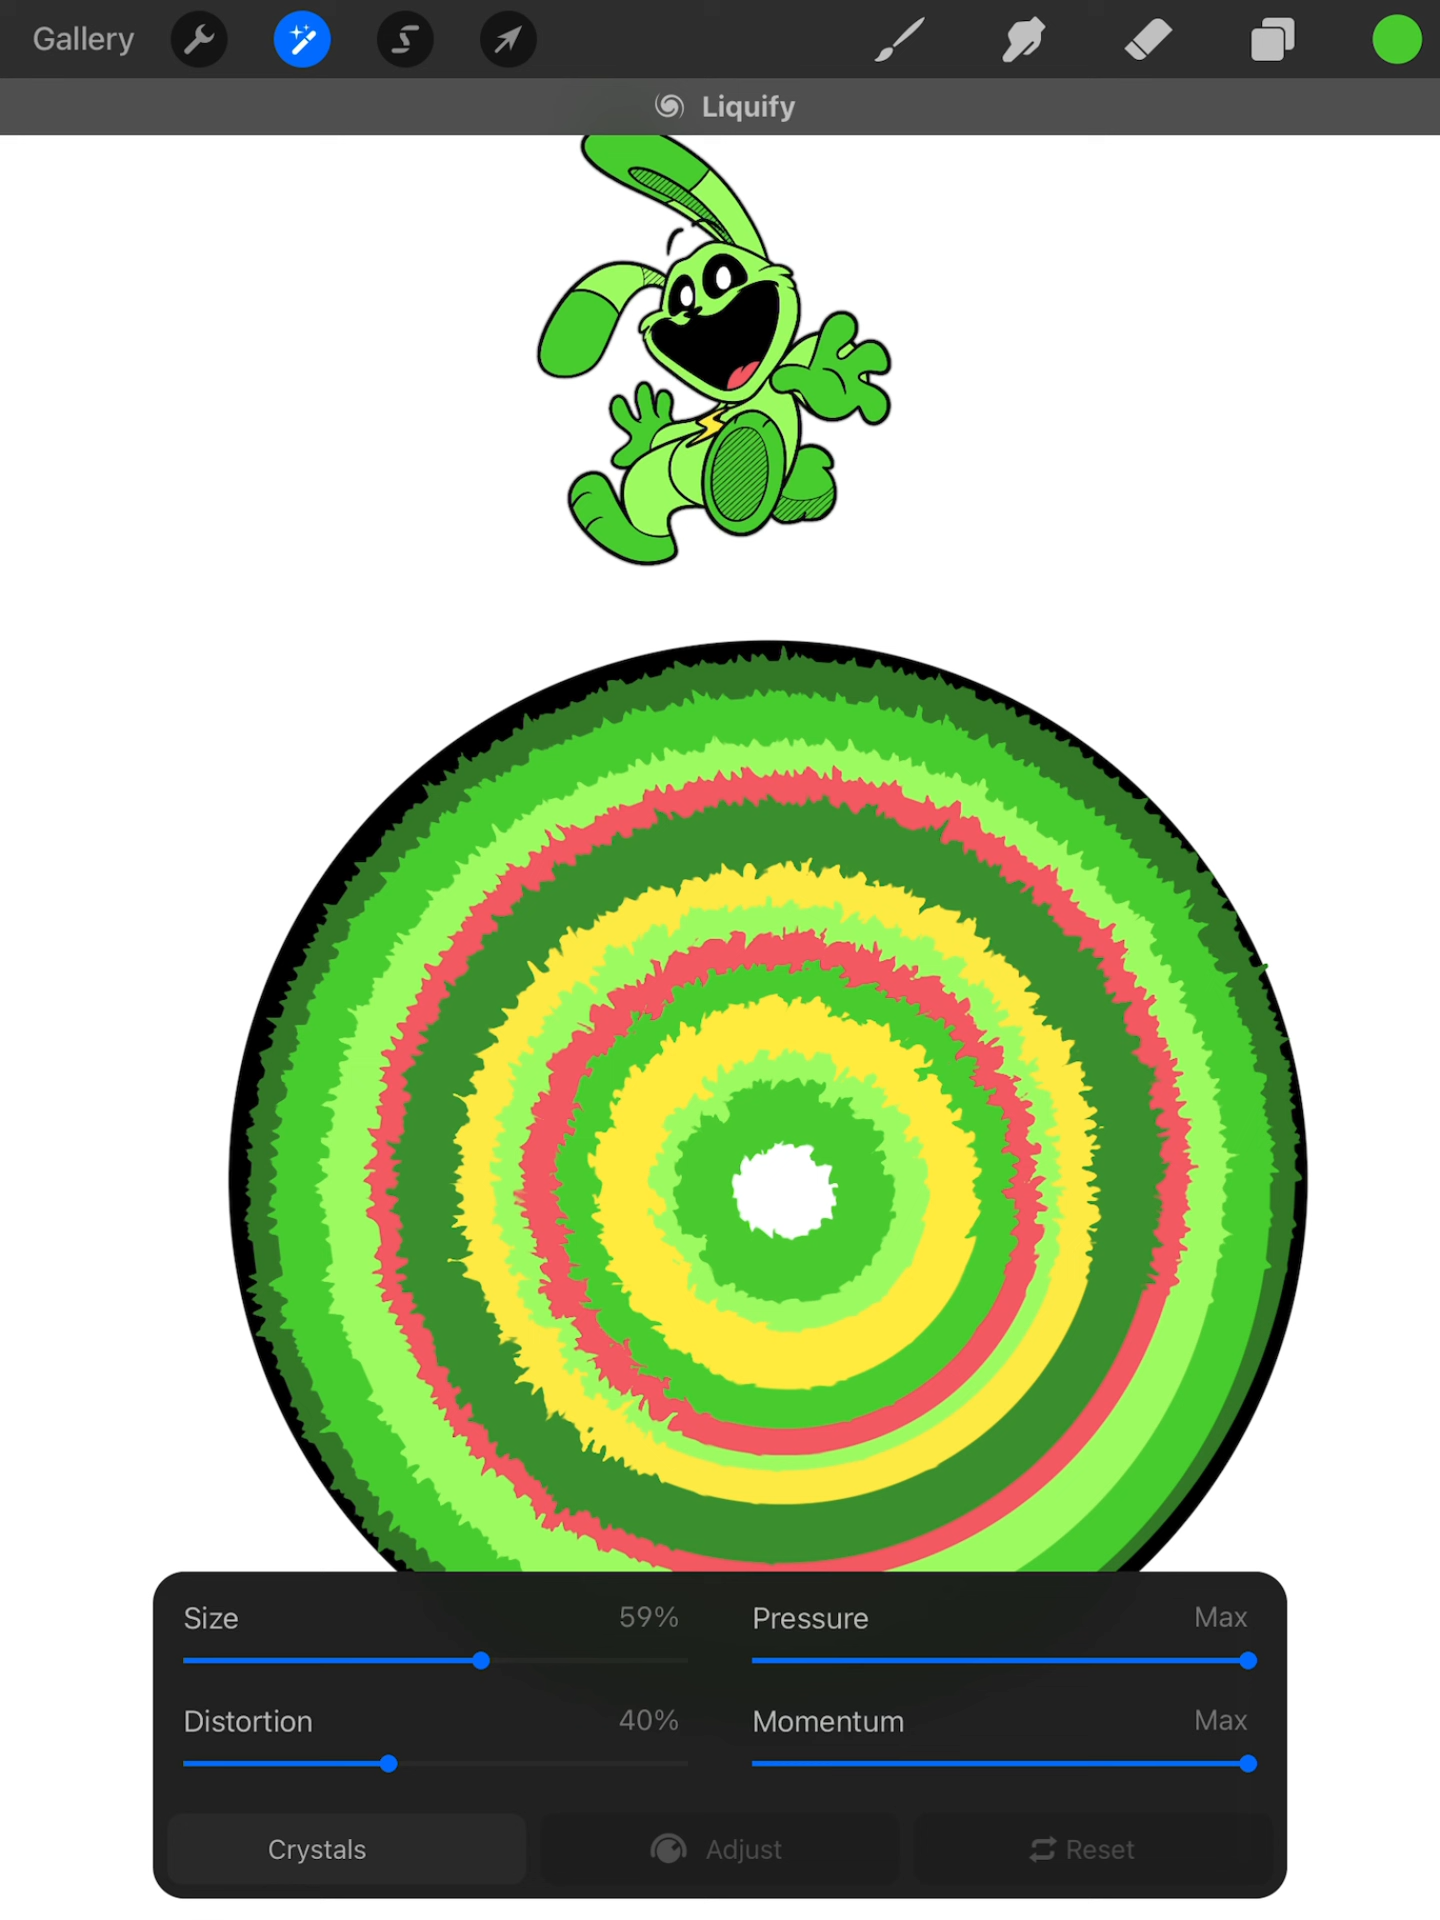 Gallery
Liquify
Size 59% Pressure Max
Distortion 40% Momentum Max
Crystals Adjust Reset